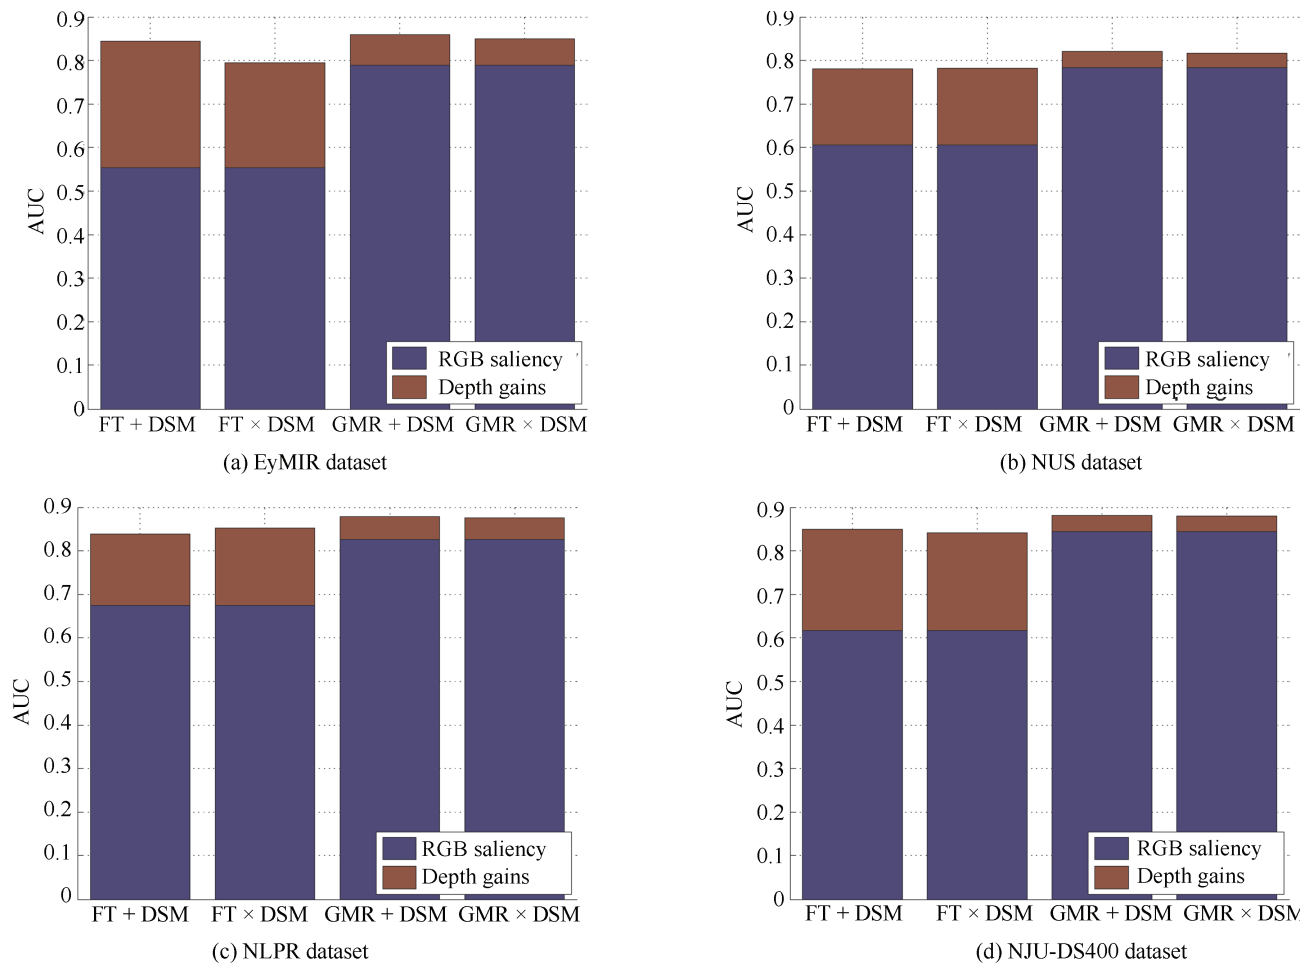 0.9
0.8
0.7
0.6
0.5
0.4
0.3
0.2
0.1
0
AUC
RGB saliency
Depth gains
FT + DSM FT × DSM GMR + DSM GMR × DSM
(a) EyMIR dataset
0.9
0.8
0.7
0.6
0.5
0.4
0.3
0.2
0.1
0
AUC
RGB saliency
Depth gains
FT + DSM FT × DSM GMR + DSM GMR × DSM
(b) NUS dataset
0.9
0.8
0.7
0.6
0.5
0.4
0.3
0.2
0.1
0
AUC
RGB saliency
Depth gains
FT + DSM FT × DSM GMR + DSM GMR × DSM
(c) NLPR dataset
0.9
0.8
0.7
0.6
0.5
0.4
0.3
0.2
0.1
0
AUC
RGB saliency
Depth gains
FT + DSM FT × DSM GMR + DSM GMR × DSM
(d) NJU-DS400 dataset